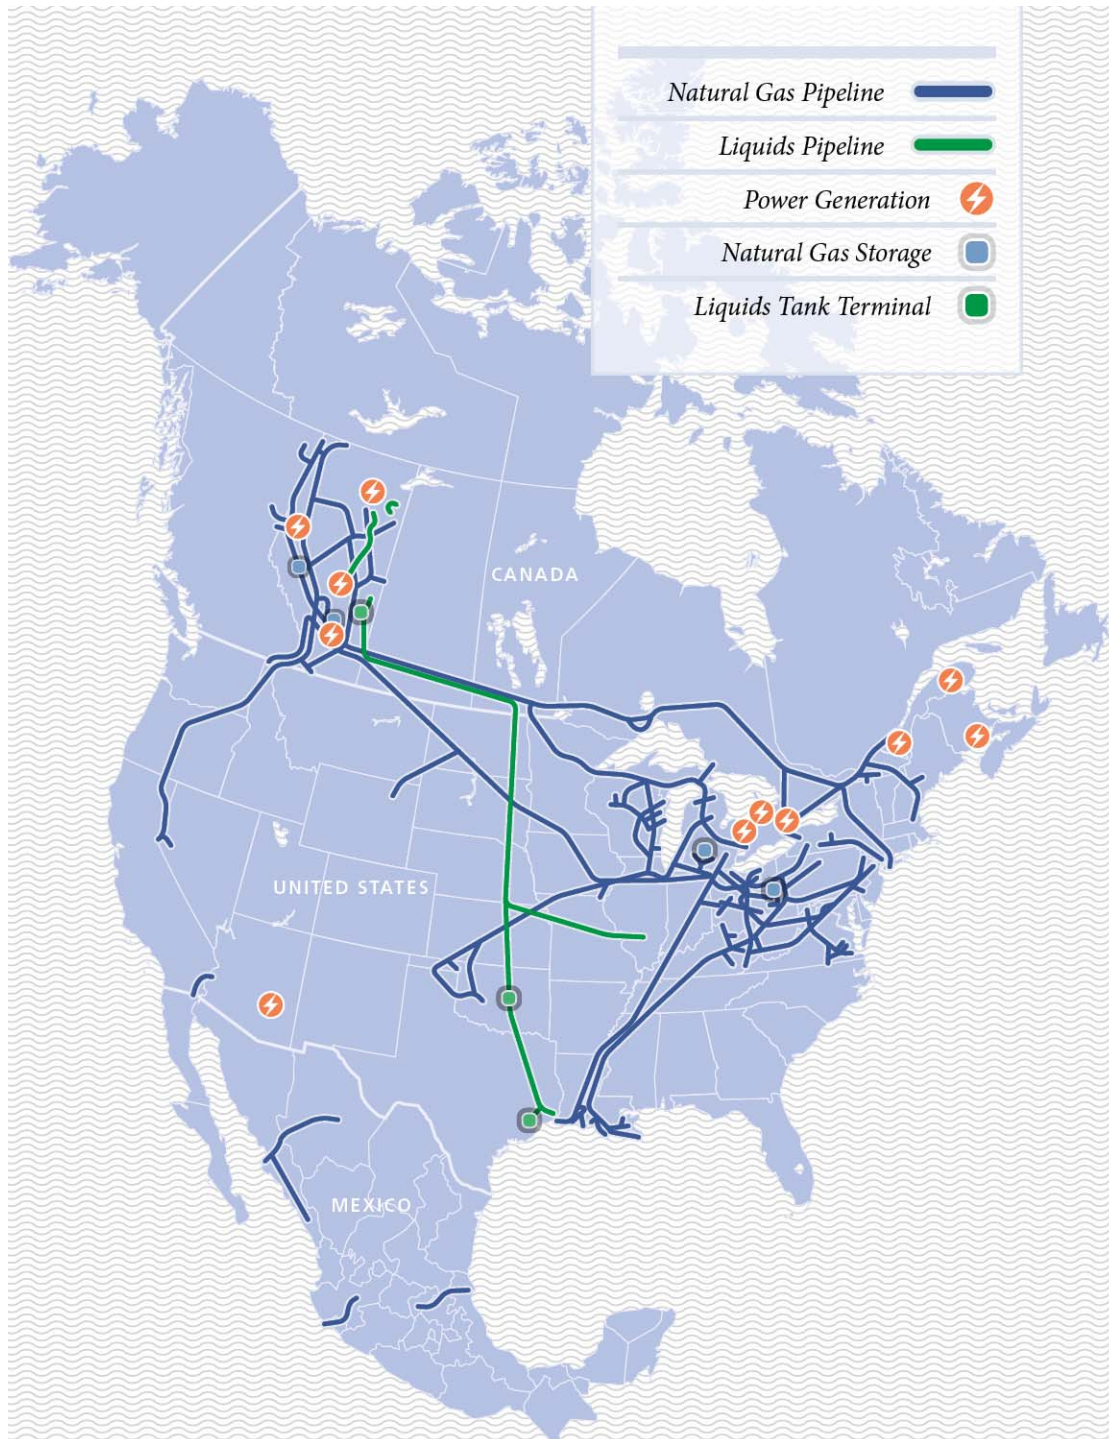 Natural Gas Pipeline
Liquids Pipeline
Power Generation
Natural Gas Storage
Liquids Tank Terminal
CANADA
UNITED STATES
MEXICO